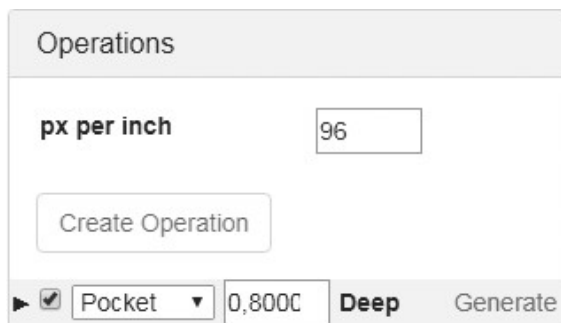 Operations
px per inch 96
Create Operation
Pocket 0,8000 Deep Generate